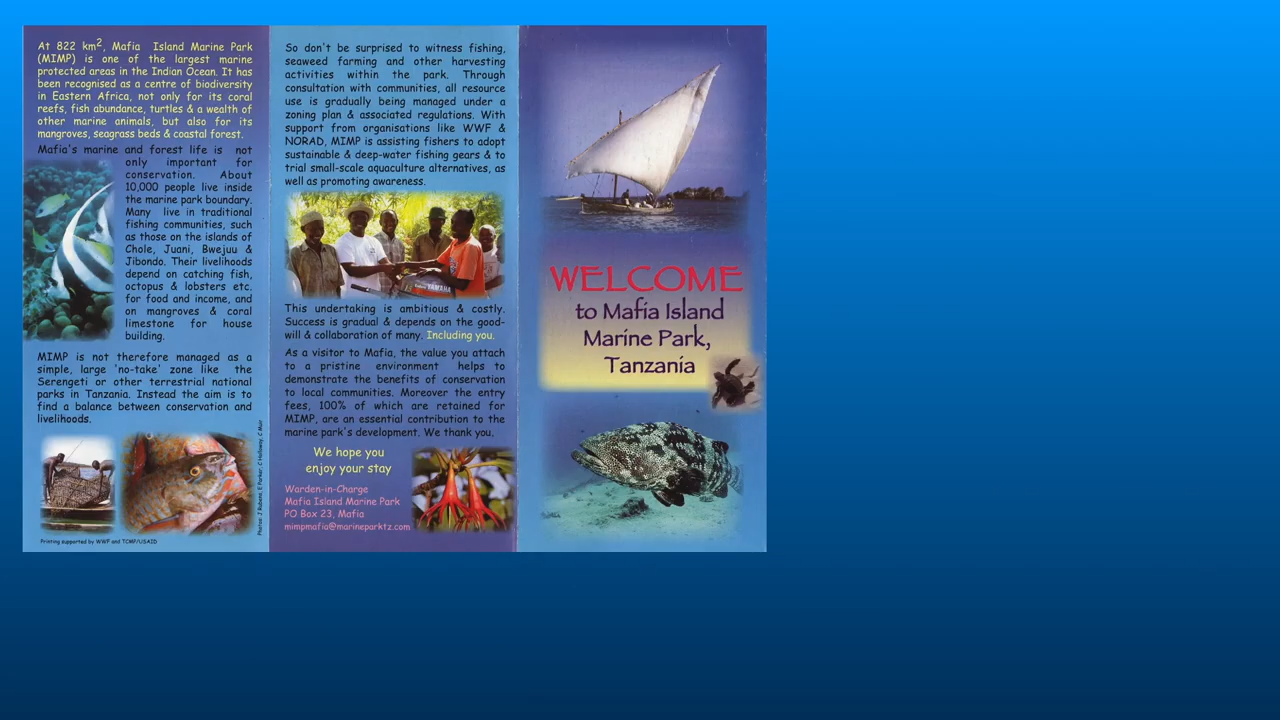 At 822 km2, Mafia Island Marine Park
(MIMP) is one of the largest marine
protected areas in the Indian Ocean. It has
been recognised as a centre of biodiversity
in Eastern Africa, not only for its coral
reefs, fish abundance, turtles & a wealth of
other marine animals, but also for its
mangroves, seagrass beds & coastal forest.
Mafia's marine and forest life is not
only important for
conservation. About
10,000 people live inside
the marine park boundary.
Many live in traditional
fishing communities, such
as those on the islands of
Chole, Juani, Bwejuu &
Jibondo. Their livelihoods
depend on catching fish,
octopus & lobsters etc.
for food and income, and
on mangroves & coral
limestone for house
building.
MIMP is not therefore managed as a
simple, large 'no-take' zone like the
Serengeti or other terrestrial national
parks in Tanzania. Instead the aim is to
find a balance between conservation and
livelihoods.
Photos: J Rubens, E Parker, C Holloway, C Muir
Printing supported by WWF and TCMP/USAID
So don't be surprised to witness fishing,
seaweed farming and other harvesting
activities within the park. Through
consultation with communities, all resource
use is gradually being managed under a
zoning plan & associated regulations. With
support from organisations like WWF &
NORAD, MIMP is assisting fishers to adopt
sustainable & deep-water fishing gears & to
trial small-scale aquaculture alternatives, as
well as promoting awareness.
YAMAHA
This undertaking is ambitious & costly.
Success is gradual & depends on the good-
will & collaboration of many. Including you.
As a visitor to Mafia, the value you attach
to a pristine environment helps to
demonstrate the benefits of conservation
to local communities. Moreover the entry
fees, 100% of which are retained for
MIMP, are an essential contribution to the
marine park's development. We thank you.
We hope you
enjoy your stay
Warden-in-Charge
Mafia Island Marine Park
PO Box 23, Mafia
mimpmafia@marineparktz.com
WELCOME
to Mafia Island
Marine Park,
Tanzania